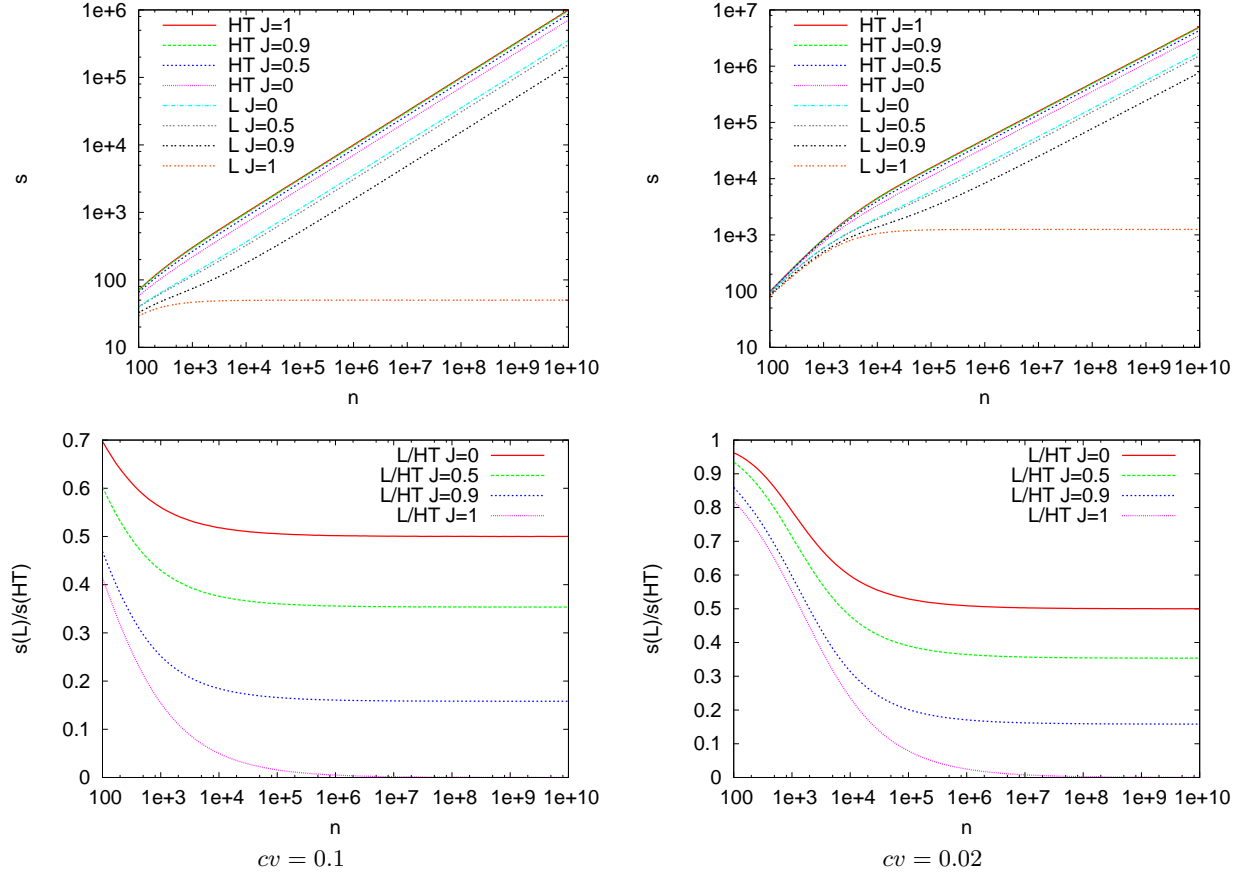 1e+6
1e+5
1e+4
1e+3
100
10
s
HT J=1
HT J=0.9
HT J=0.5
HT J=0
L J=0
L J=0.5
L J=0.9
L J=1
100 1e+3 1e+4 1e+5 1e+6 1e+7 1e+8 1e+9 1e+10
n
1e+7
1e+6
1e+5
1e+4
1e+3
100
10
s
HT J=1
HT J=0.9
HT J=0.5
HT J=0
L J=0
L J=0.5
L J=0.9
L J=1
100 1e+3 1e+4 1e+5 1e+6 1e+7 1e+8 1e+9 1e+10
n
0.7
0.6
0.5
0.4
0.3
0.2
0.1
0
s(L)/s(HT)
L/HT J=0
L/HT J=0.5
L/HT J=0.9
L/HT J=1
100 1e+3 1e+4 1e+5 1e+6 1e+7 1e+8 1e+9 1e+10
n
cv = 0.1
1
0.9
0.8
0.7
0.6
0.5
0.4
0.3
0.2
0.1
0
s(L)/s(HT)
L/HT J=0
L/HT J=0.5
L/HT J=0.9
L/HT J=1
100 1e+3 1e+4 1e+5 1e+6 1e+7 1e+8 1e+9 1e+10
n
cv = 0.02